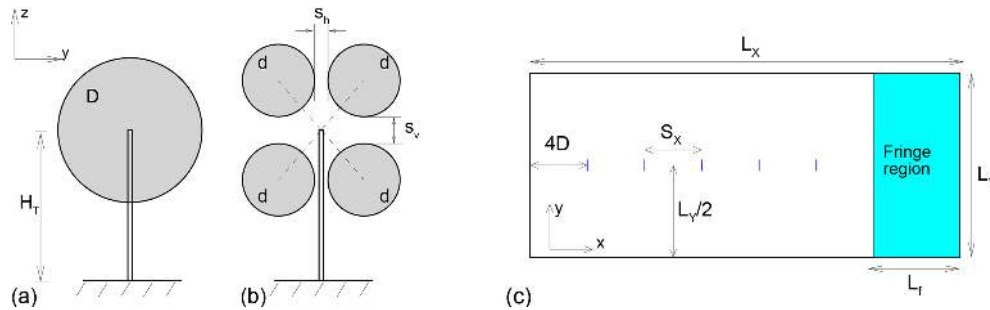 z
y
D
H_T
(a)
s_h
d
d
s_v
d
d
(b)
L_X
4D
S_X
L_Y/2
y
x
Fringe
region
L_f
(c)